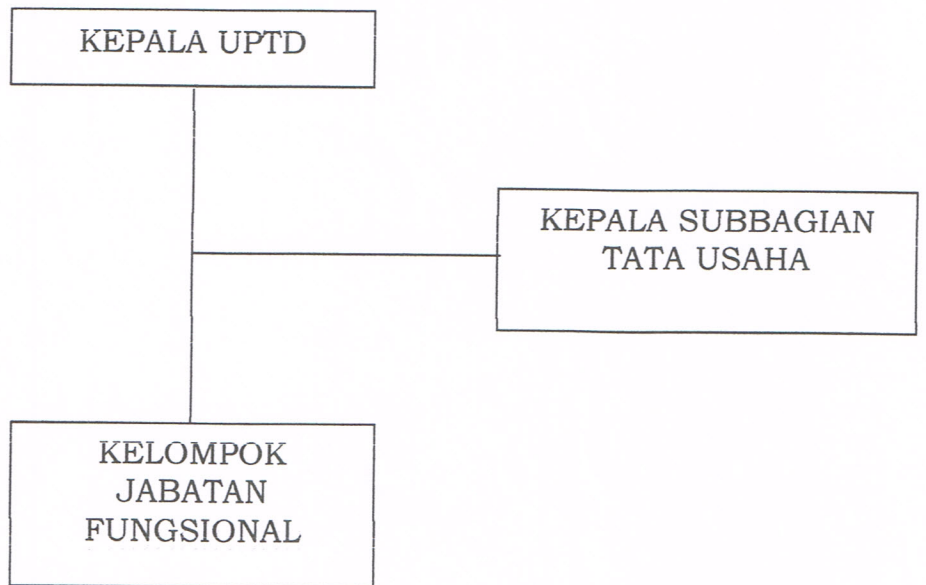 KEPALA UPTD
KEPALA SUBBAGIAN
TATA USAHA
KELOMPOK
JABATAN
FUNGSIONAL